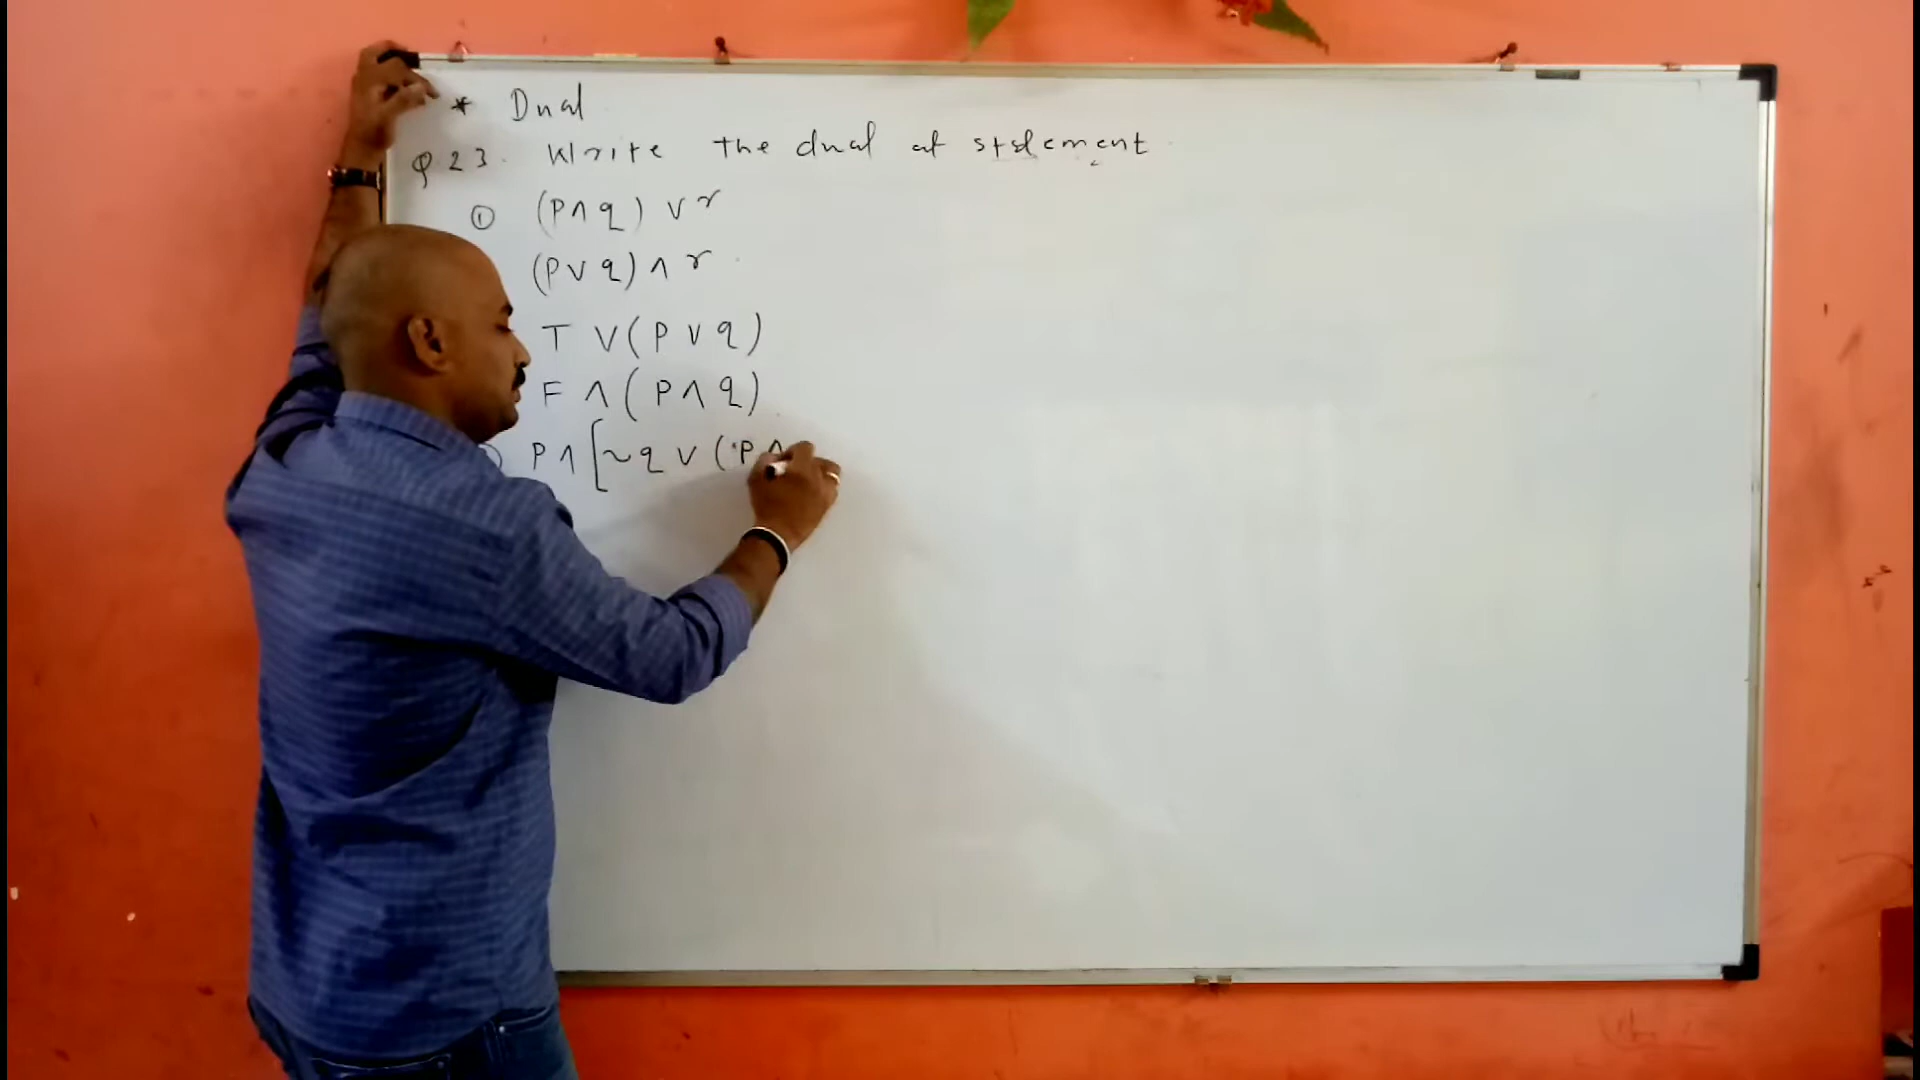 * Dual
Q.23. Write the dual of statement.
① (P∧q) ∨ r
(P∨q) ∧ r.
T ∨ (P ∨ q)
F ∧ (P ∧ q)
P ∧ [~q ∨ (P ∧